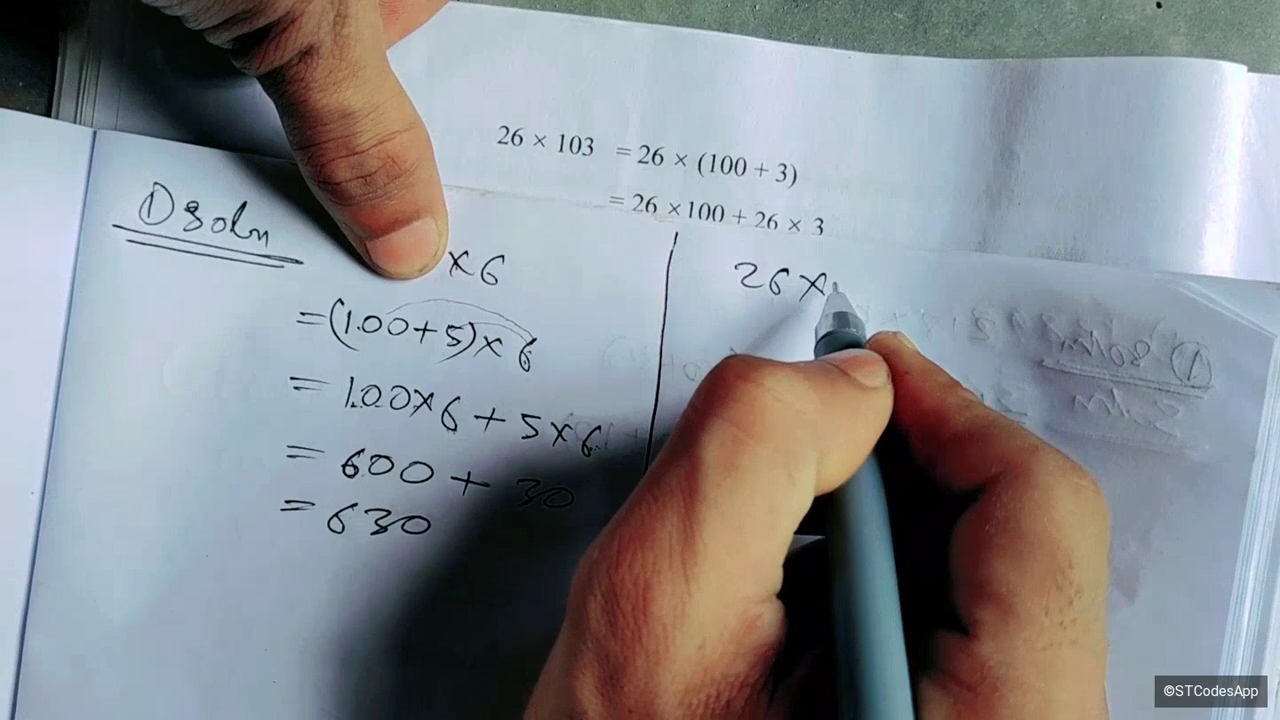 26 × 103 = 26 × (100 + 3)
= 26 ×100 + 26 × 3
① Soln
×6
=(100+5)×6
= 100×6 + 5×6
= 600 + 30
= 630
26×
©STCodesApp